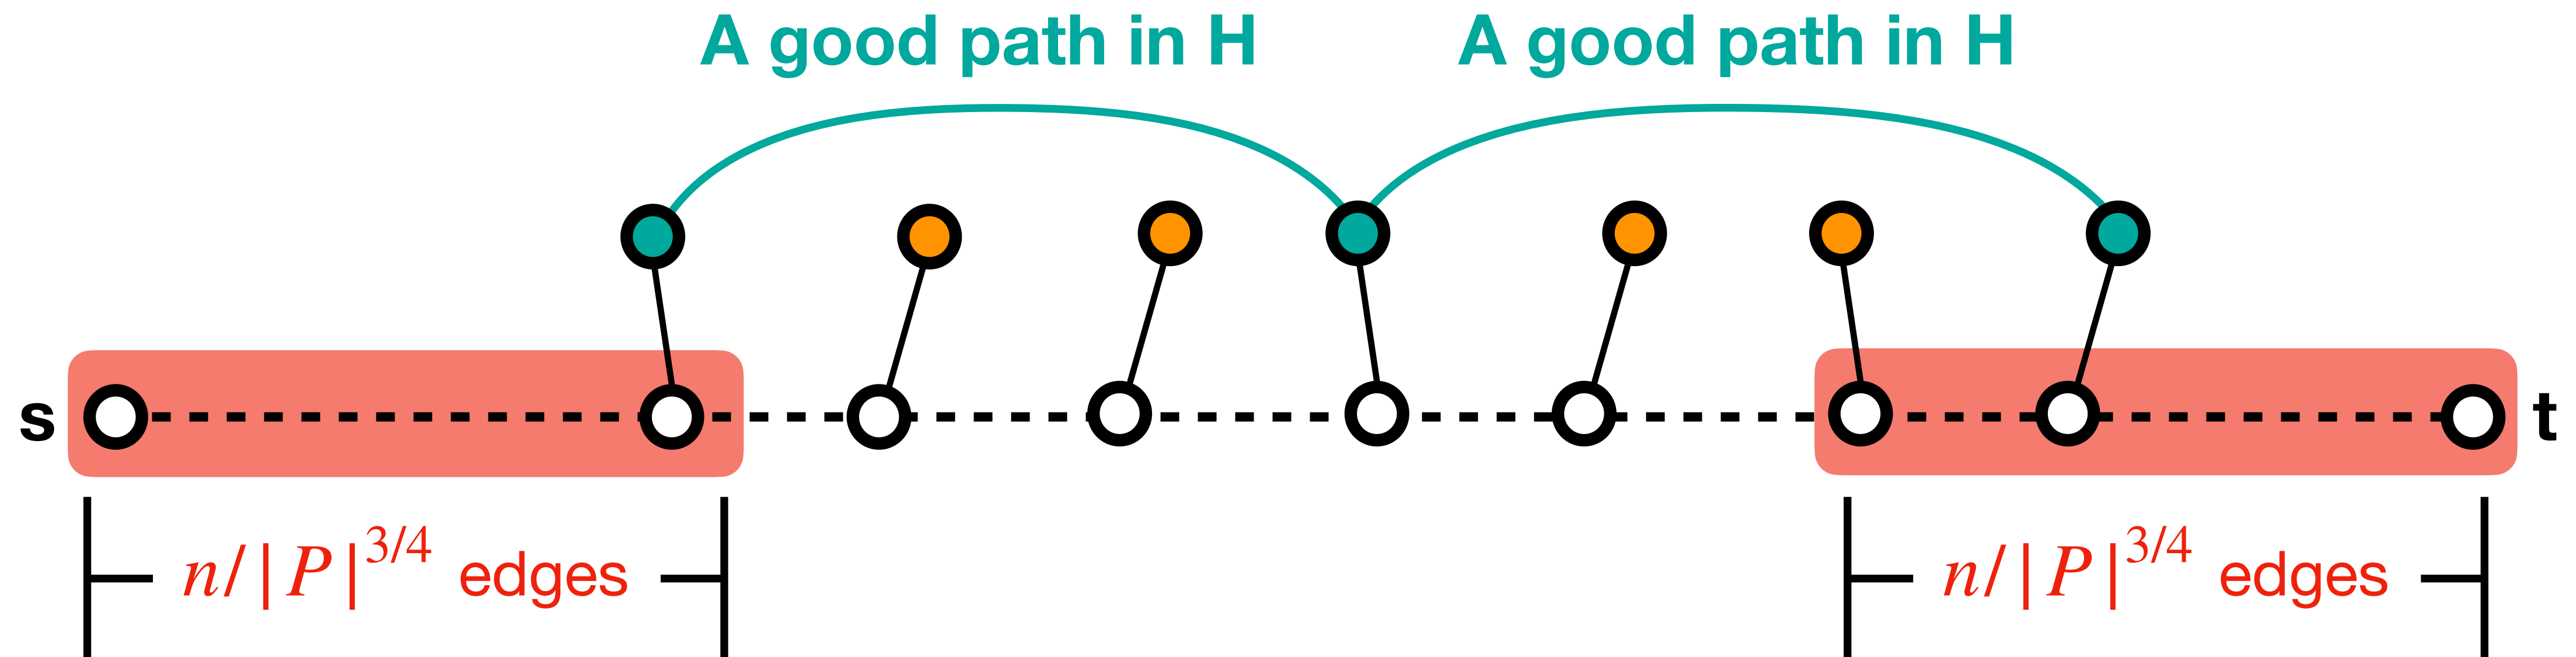 A good path in H A good path in H
s t
n/|P|^{3/4} edges n/|P|^{3/4} edges